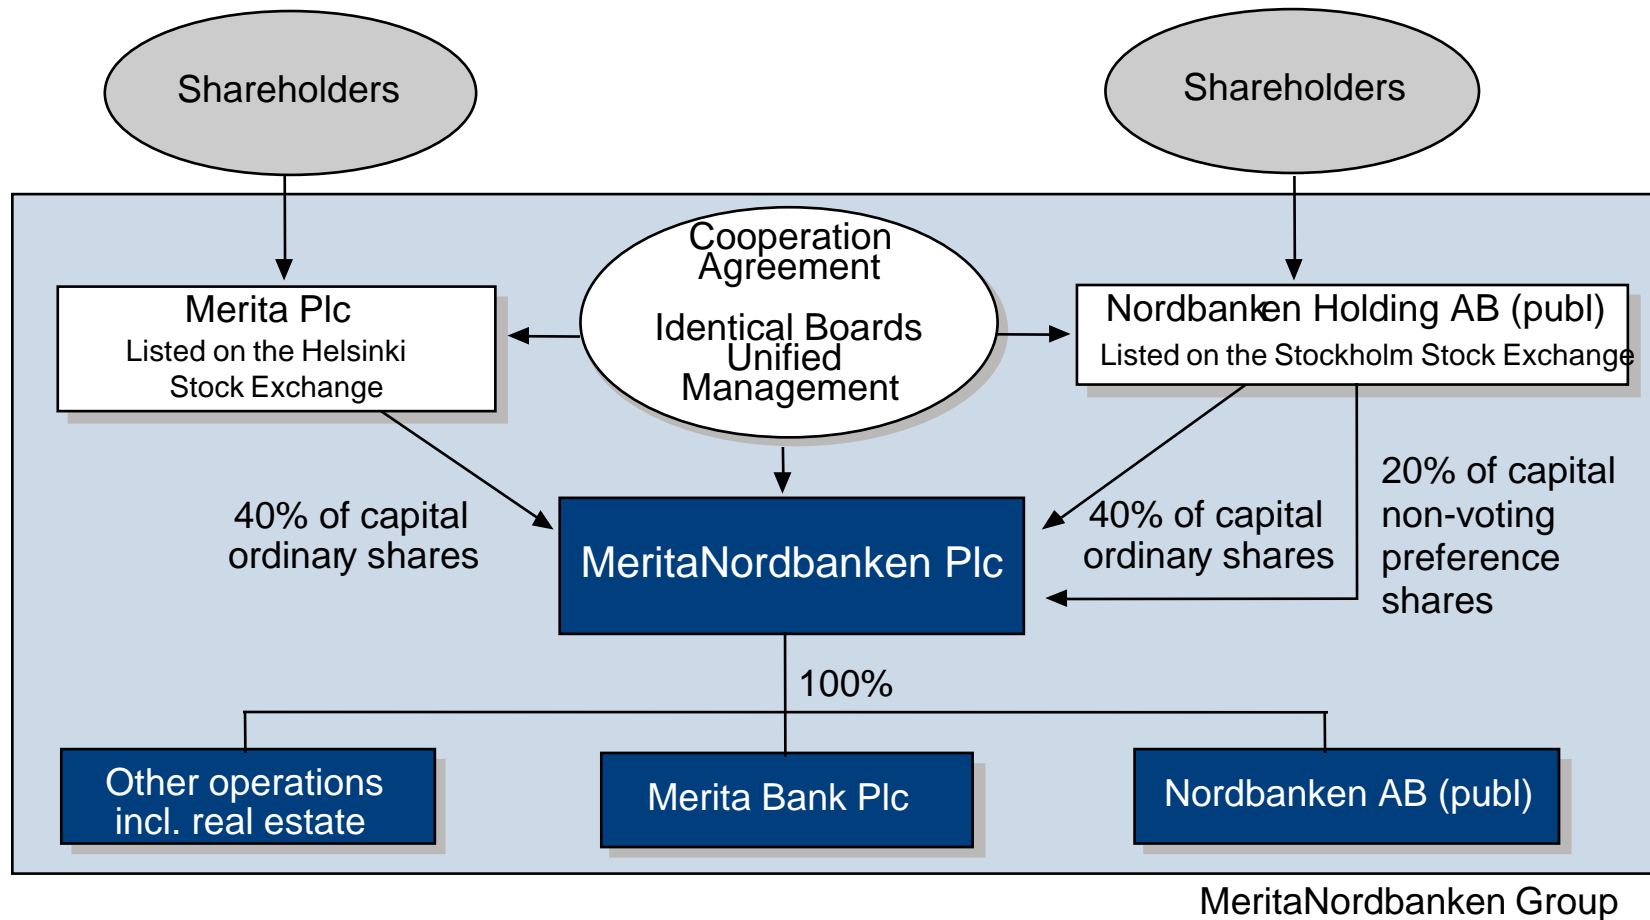 Shareholders
Shareholders
Cooperation
Agreement
Identical Boards
Unified
Management
Merita Plc
Listed on the Helsinki
Stock Exchange
Nordbanken Holding AB (publ)
Listed on the Stockholm Stock Exchange
40% of capital
ordinary shares
MeritaNordbanken Plc
40% of capital
ordinary shares
20% of capital
non-voting
preference
shares
100%
Other operations
incl. real estate
Merita Bank Plc
Nordbanken AB (publ)
MeritaNordbanken Group